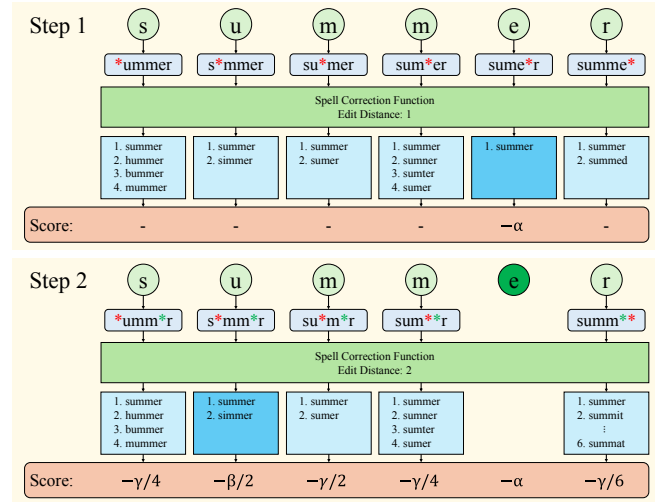 Step 1
s u m m e r
*ummer s*mmer su*mer sum*er sume*r summe*
Spell Correction Function
Edit Distance: 1
1. summer 1. summer 1. summer 1. summer 1. summer 1. summer
2. hummer 2. simmer 2. sumer 2. sumner 2. summed
3. bummer 3. sumter
4. mummer 4. sumer
Score: - - - - −α -
Step 2
s u m m e r
*umm*r s*mm*r su*m*r sum**r summ**
Spell Correction Function
Edit Distance: 2
1. summer 1. summer 1. summer 1. summer 1. summer
2. hummer 2. simmer 2. sumer 2. sumner 2. summit
3. bummer 3. sumter ⋮
4. mummer 4. sumer 6. summat
Score: −γ/4 −β/2 −γ/2 −γ/4 −α −γ/6